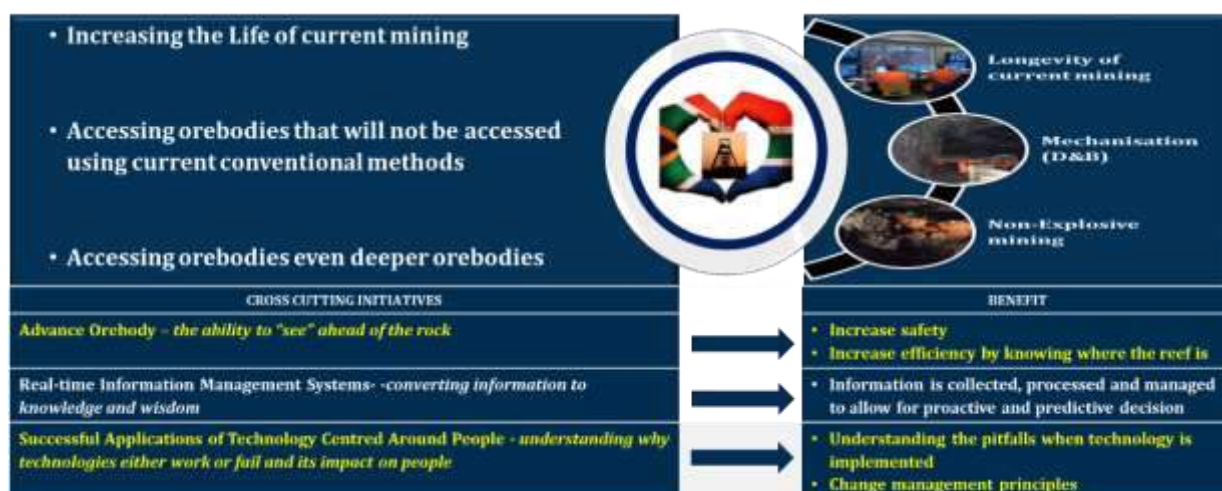 • Increasing the Life of current mining
• Accessing orebodies that will not be accessed
using current conventional methods
• Accessing orebodies even deeper orebodies
Longevity of
current mining
Mechanisation
(D&B)
Non-Explosive
mining
CROSS CUTTING INITIATIVES
BENEFIT
Advance Orebody – the ability to "see" ahead of the rock
• Increase safety
• Increase efficiency by knowing where the reef is
Real-time Information Management Systems- -converting information to
knowledge and wisdom
• Information is collected, processed and managed
to allow for proactive and predictive decision
Successful Applications of Technology Centred Around People - understanding why
technologies either work or fail and its impact on people
• Understanding the pitfalls when technology is
implemented
• Change management principles